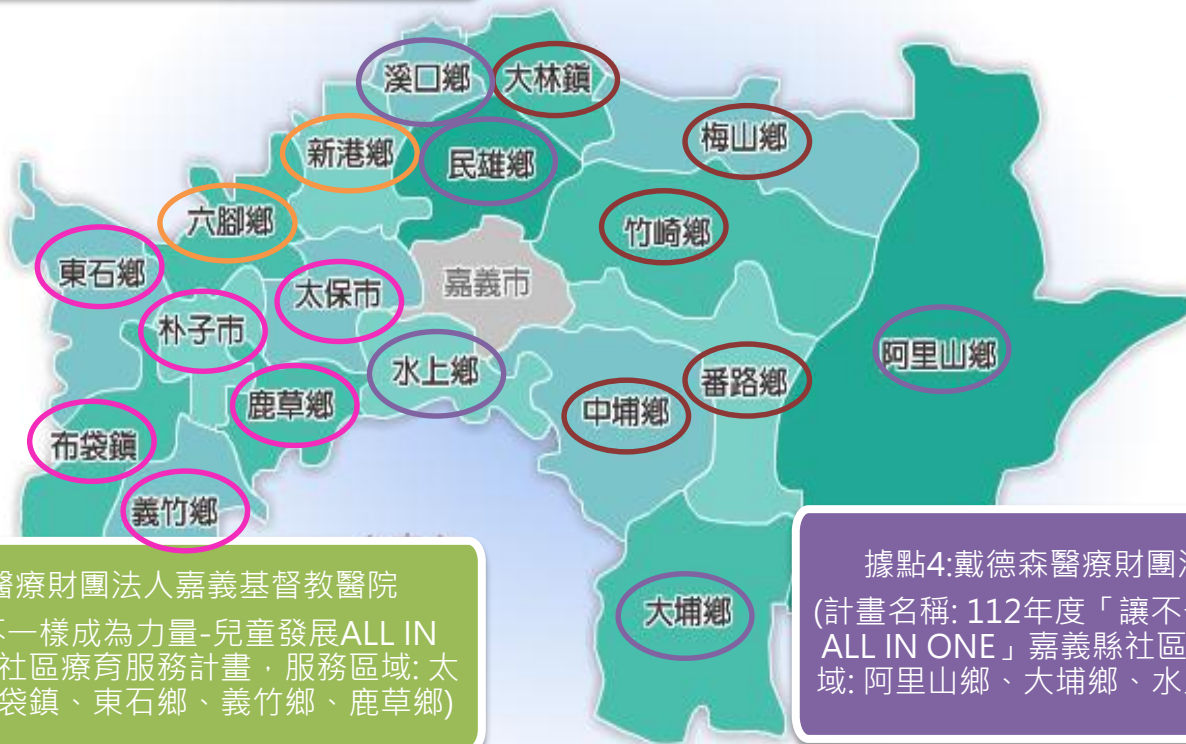 溪口鄉
大林鎮
梅山鄉
新港鄉
民雄鄉
竹崎鄉
六腳鄉
東石鄉
太保市
嘉義市
朴子市
水上鄉
阿里山鄉
番路鄉
鹿草鄉
中埔鄉
布袋鎮
義竹鄉
大埔鄉
醫療財團法人嘉義基督教醫院
不一樣成為力量-兒童發展ALL IN
社區療育服務計畫，服務區域: 太
袋鎮、東石鄉、義竹鄉、鹿草鄉)
據點4:戴德森醫療財團法
(計畫名稱: 112年度「讓不
ALL IN ONE」嘉義縣社區
域: 阿里山鄉、大埔鄉、水